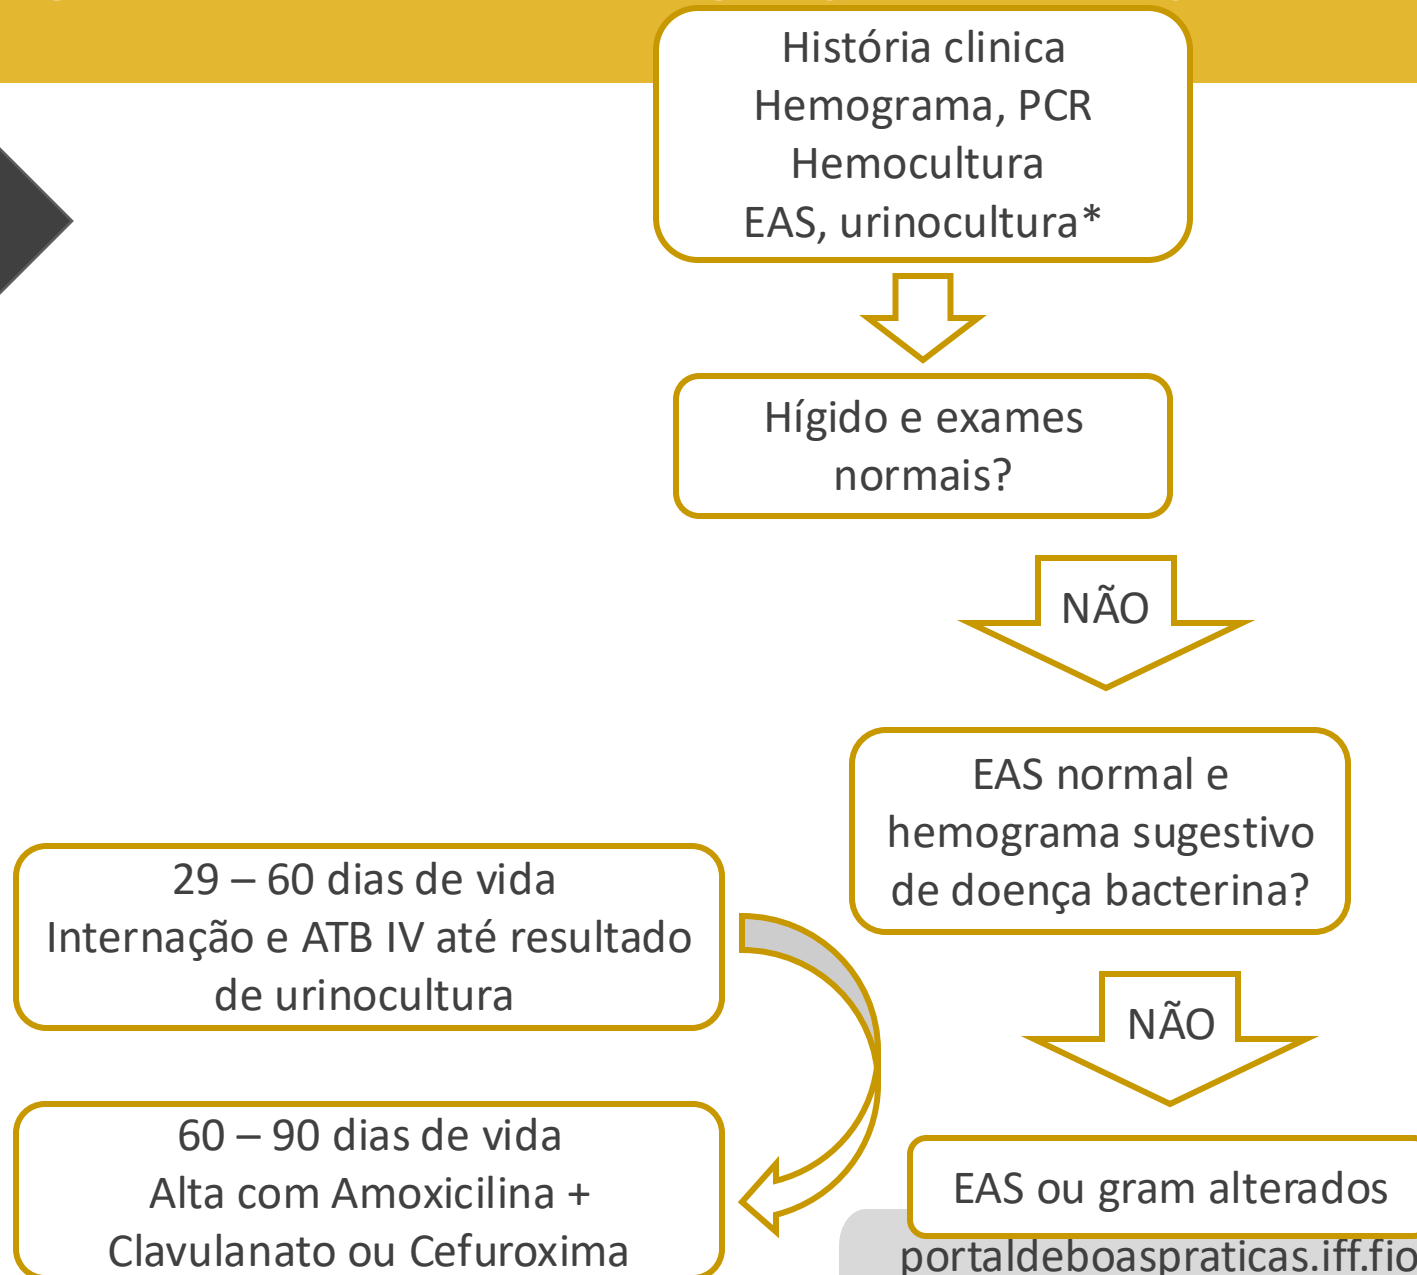 História clinica
Hemograma, PCR
Hemocultura
EAS, urinocultura*
Hígido e exames
normais?
NÃO
EAS normal e
hemograma sugestivo
de doença bacterina?
NÃO
EAS ou gram alterados
29 – 60 dias de vida
Internação e ATB IV até resultado
de urinocultura
60 – 90 dias de vida
Alta com Amoxicilina +
Clavulanato ou Cefuroxima
portaldeboaspraticas.iff.fio